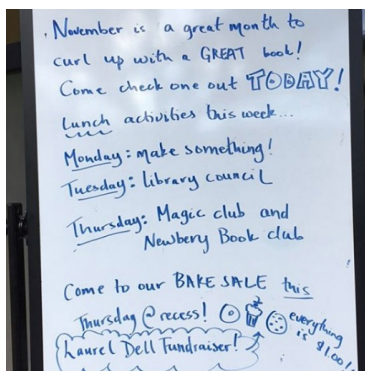 . November is a great month to
curl up with a GREAT book!
Come check one out TODAY!
Lunch activities this week...
Monday: make something!
Tuesday: library council
Thursday: Magic club and
Newbery Book club
Come to our BAKE SALE this
Thursday @ recess!
everything
is $1.00!
Laurel Dell Fundraiser!